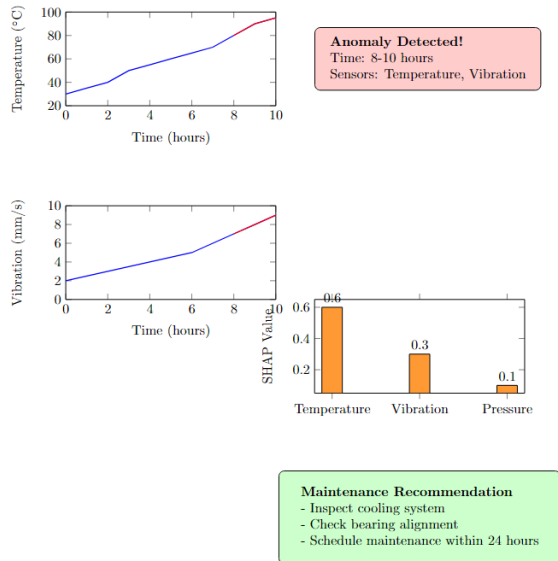 Temperature (°C)
100
80
60
40
20
0 2 4 6 8 10
Time (hours)
Anomaly Detected!
Time: 8-10 hours
Sensors: Temperature, Vibration
Vibration (mm/s)
10
8
6
4
2
0
0 2 4 6 8 10
Time (hours)
SHAP Value
0.6
0.4
0.2
0.6
0.3
0.1
Temperature Vibration Pressure
Maintenance Recommendation
- Inspect cooling system
- Check bearing alignment
- Schedule maintenance within 24 hours